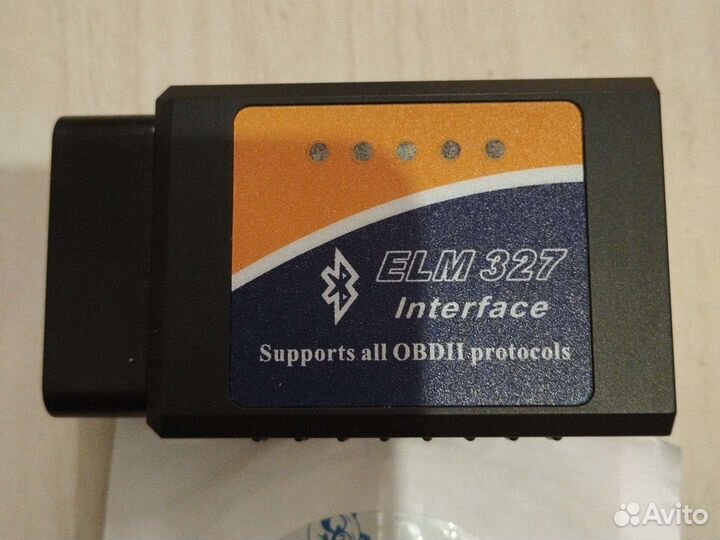 ELM 327
Interface
Supports all OBDII protocols
Avito